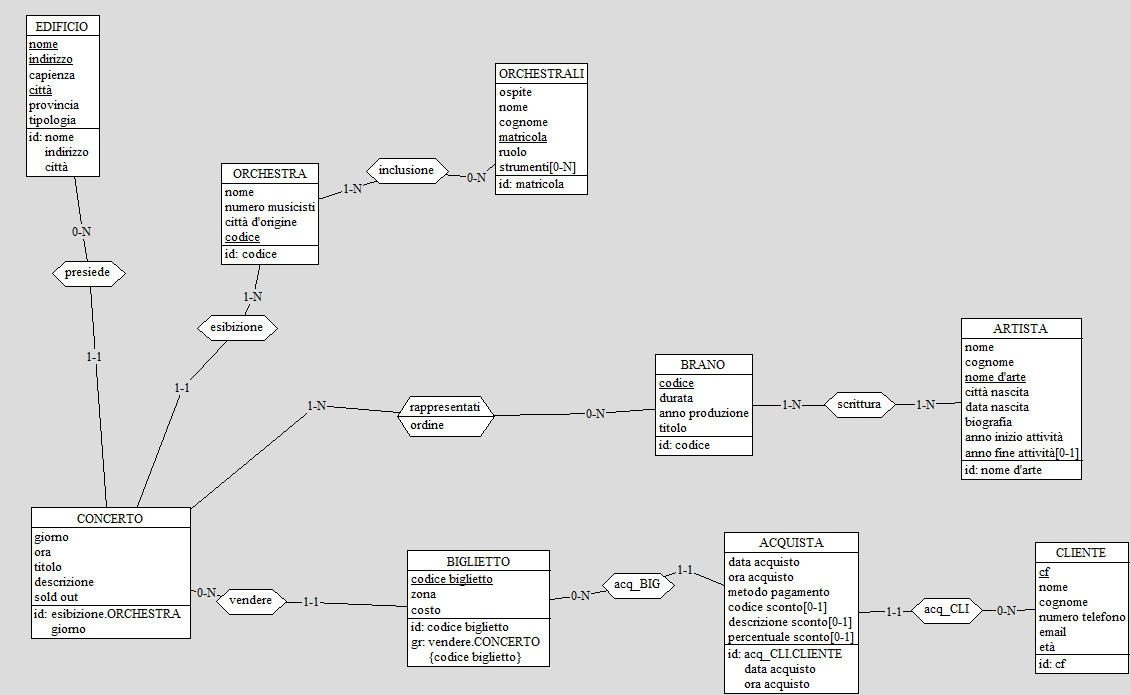 EDIFICIO
nome
indirizzo
capienza
città
provincia
tipologia
id: nome
indirizzo
città
0-N
presiede
1-1
ORCHESTRA
nome
numero musicisti
città d'origine
codice
id: codice
1-N
inclusione
0-N
ORCHESTRALI
ospite
nome
cognome
matricola
ruolo
strumenti[0-N]
id: matricola
1-N
esibizione
1-1
1-N
rappresentati
ordine
0-N
BRANO
codice
durata
anno produzione
titolo
id: codice
1-N
scrittura
1-N
ARTISTA
nome
cognome
nome d'arte
città nascita
data nascita
biografia
anno inizio attività
anno fine attività[0-1]
id: nome d'arte
CONCERTO
giorno
ora
titolo
descrizione
sold out
id: esibizione.ORCHESTRA
giorno
0-N
vendere
1-1
BIGLIETTO
codice biglietto
zona
costo
id: codice biglietto
gr: vendere.CONCERTO
{codice biglietto}
0-N
acq_BIG
1-1
ACQUISTA
data acquisto
ora acquisto
metodo pagamento
codice sconto[0-1]
descrizione sconto[0-1]
percentuale sconto[0-1]
id: acq_CLI.CLIENTE
data acquisto
ora acquisto
1-1
acq_CLI
0-N
CLIENTE
cf
nome
cognome
numero telefono
email
età
id: cf